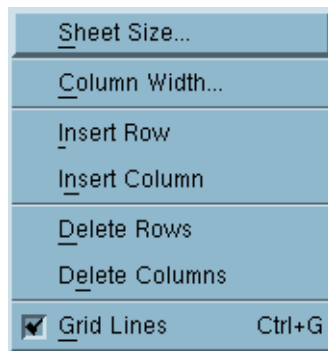 Sheet Size...
Column Width...
Insert Row
Insert Column
Delete Rows
Delete Columns
Grid Lines Ctrl+G